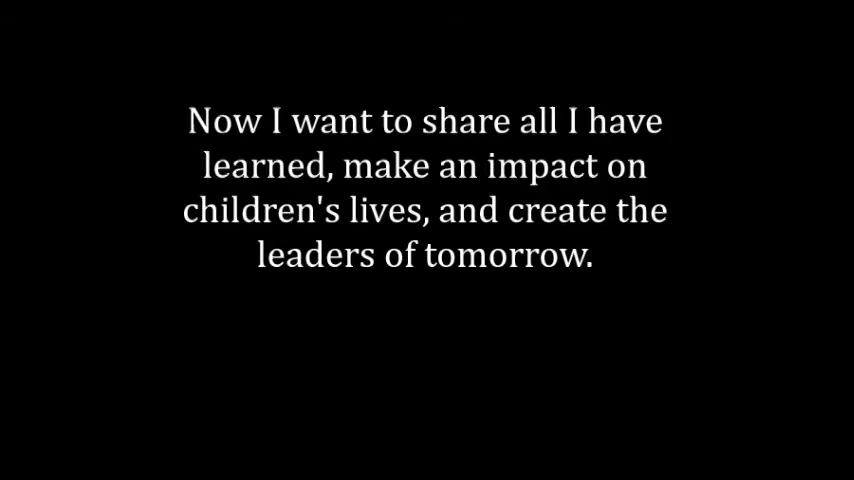 Now I want to share all I have
learned, make an impact on
children's lives, and create the
leaders of tomorrow.